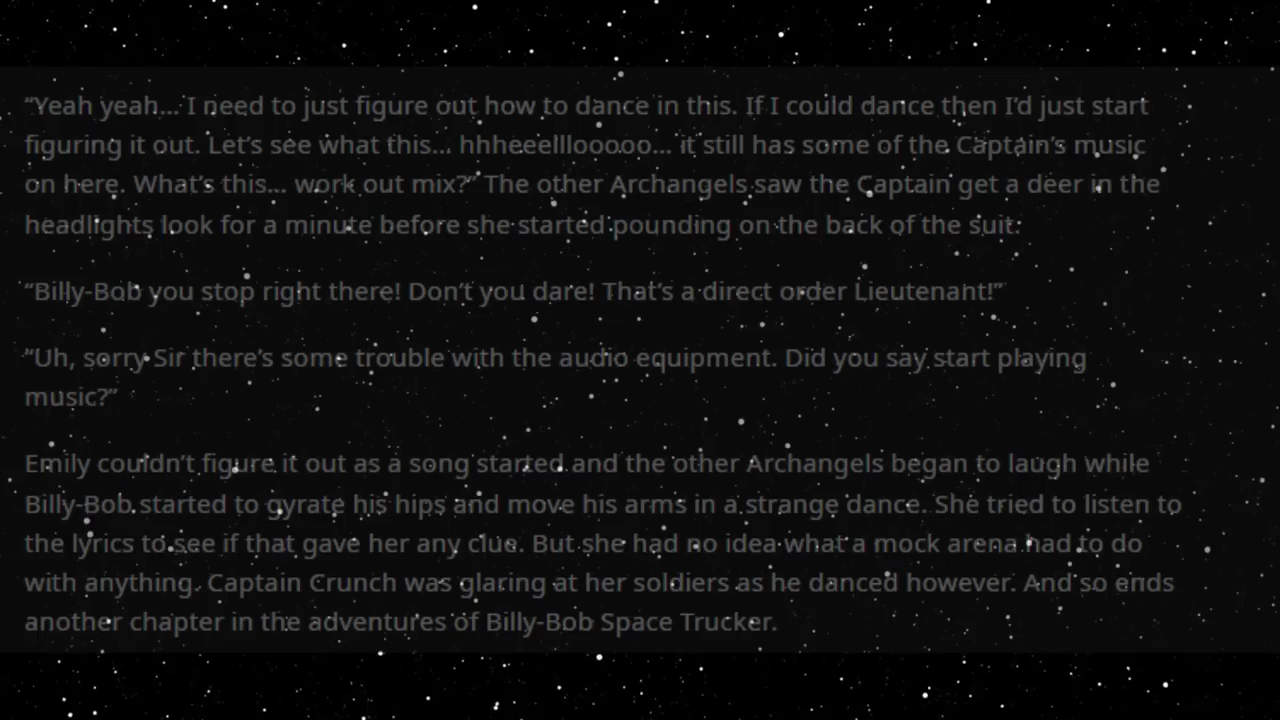 “Yeah yeah… I need to just figure out how to dance in this. If I could dance then I’d just start
figuring it out. Let’s see what this… hhheeelllooooo… it still has some of the Captain’s music
on here. What’s this… work out mix?” The other Archangels saw the Captain get a deer in the
headlights look for a minute before she started pounding on the back of the suit.
“Billy-Bob you stop right there! Don’t you dare! That’s a direct order Lieutenant!”
“Uh, sorry Sir there’s some trouble with the audio equipment. Did you say start playing
music?”
Emily couldn’t figure it out as a song started and the other Archangels began to laugh while
Billy-Bob started to gyrate his hips and move his arms in a strange dance. She tried to listen to
the lyrics to see if that gave her any clue. But she had no idea what a mock arena had to do
with anything. Captain Crunch was glaring at her soldiers as he danced however. And so ends
another chapter in the adventures of Billy-Bob Space Trucker.